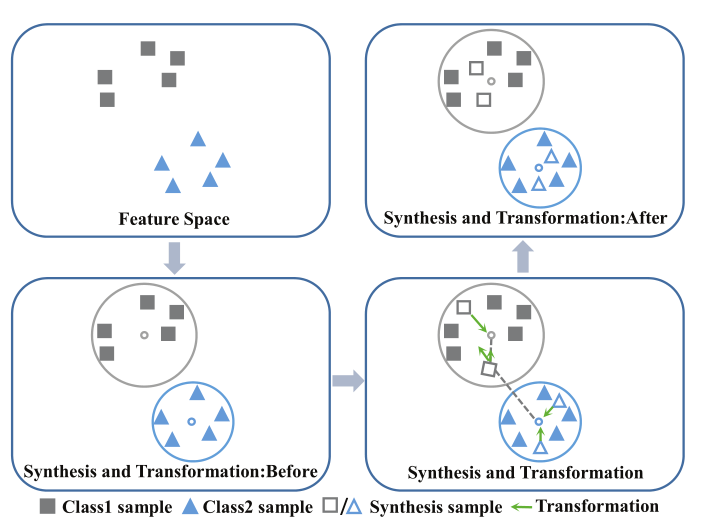 Feature Space
Synthesis and Transformation:After
Synthesis and Transformation:Before
Synthesis and Transformation
Class1 sample Class2 sample / Synthesis sample Transformation